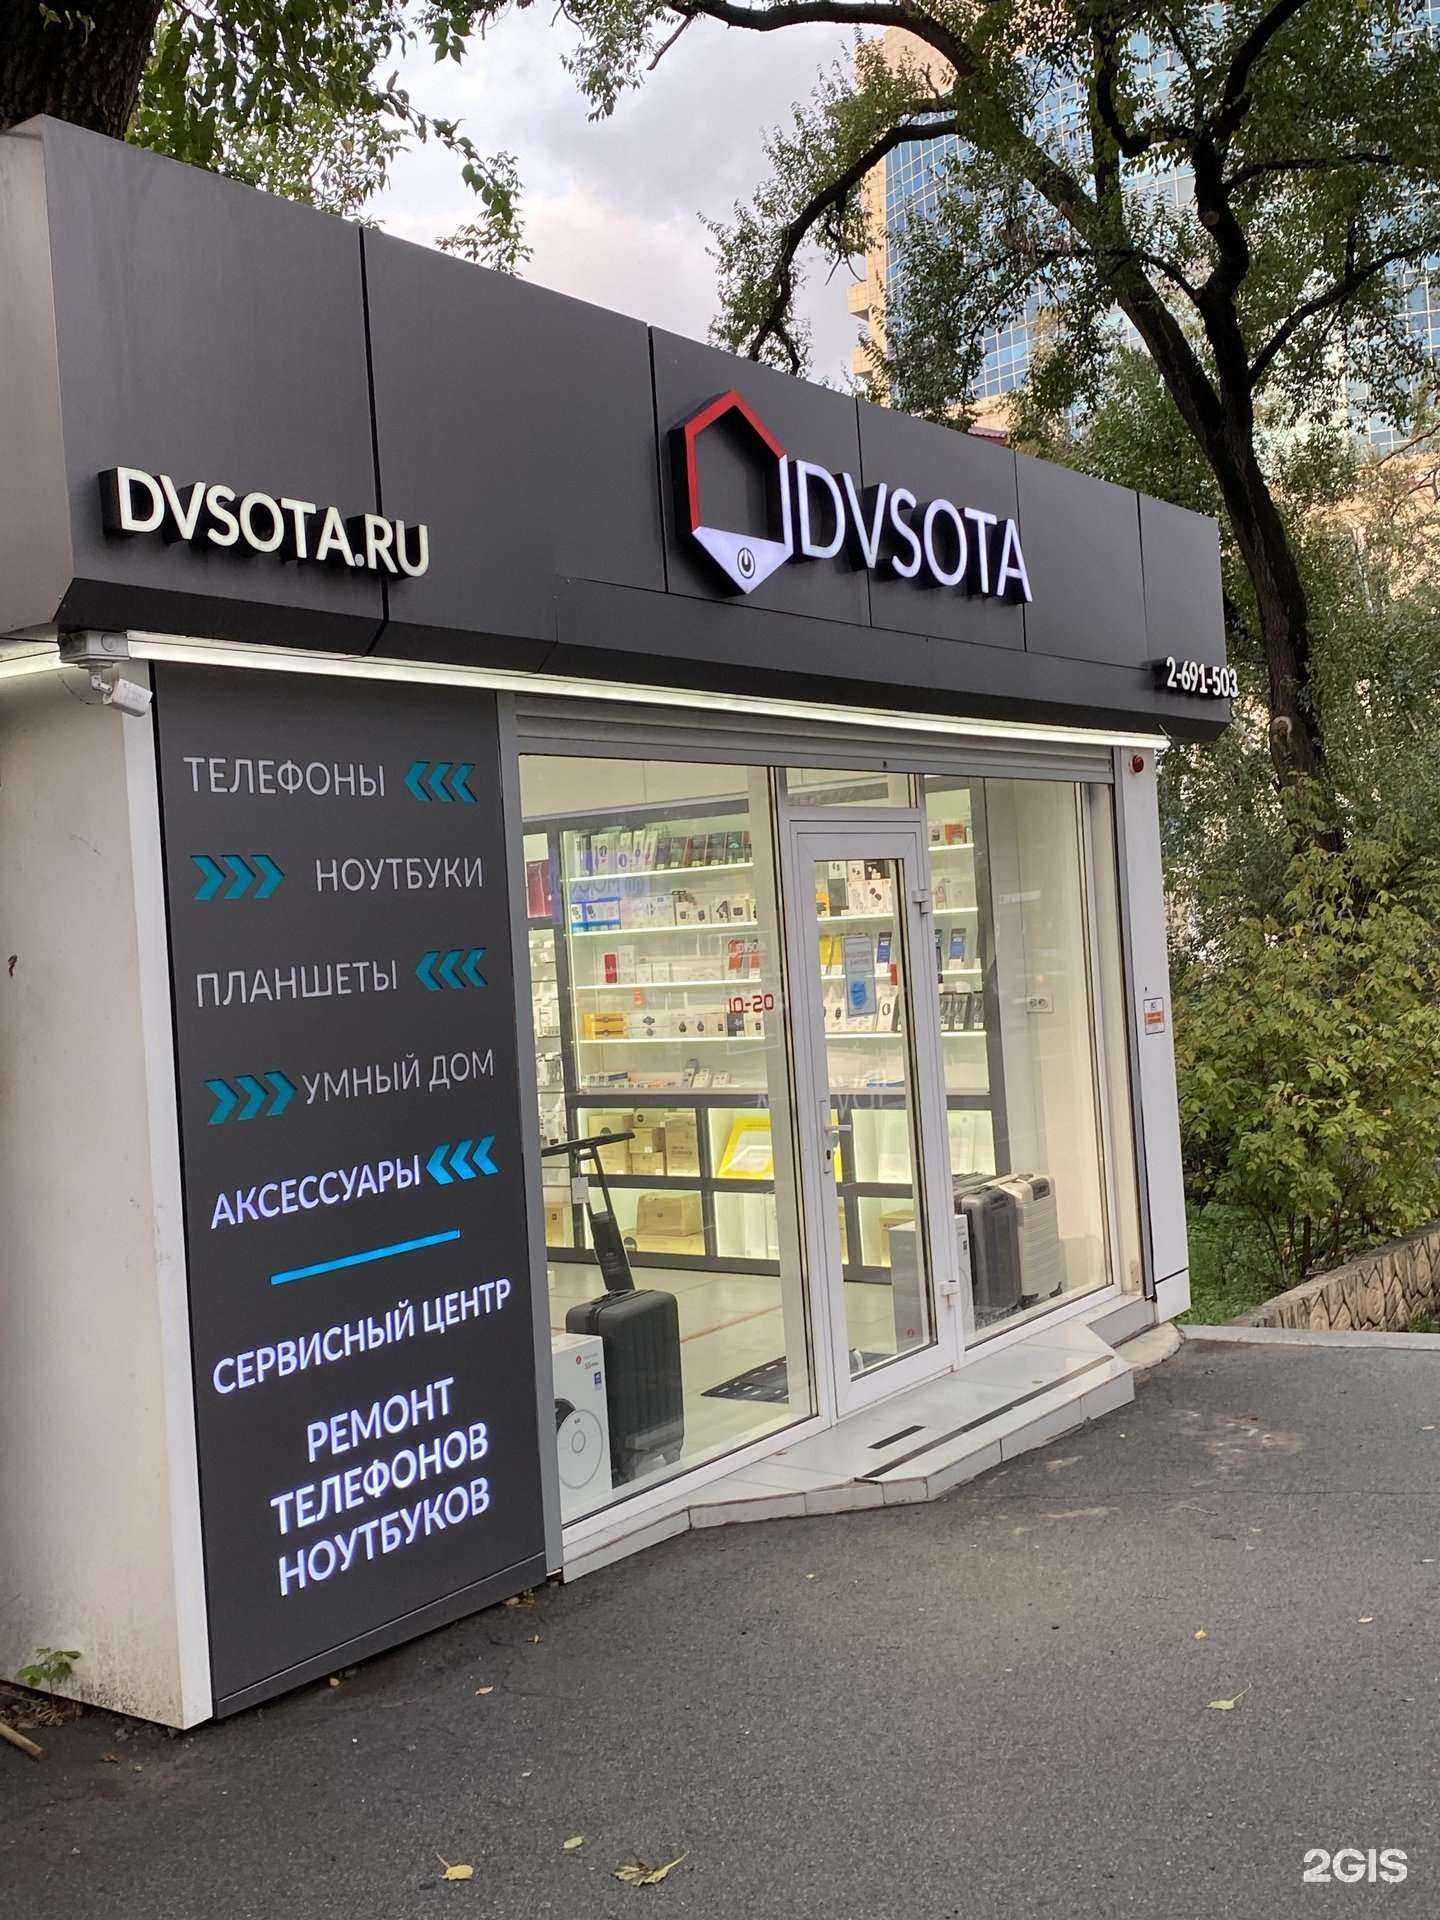 DVSOTA.RU
DVSOTA
2-691-503
ТЕЛЕФОНЫ
НОУТБУКИ
ПЛАНШЕТЫ
УМНЫЙ ДОМ
АКСЕССУАРЫ
СЕРВИСНЫЙ ЦЕНТР
РЕМОНТ
ТЕЛЕФОНОВ
НОУТБУКОВ
DVSOTA
10-20
2GIS